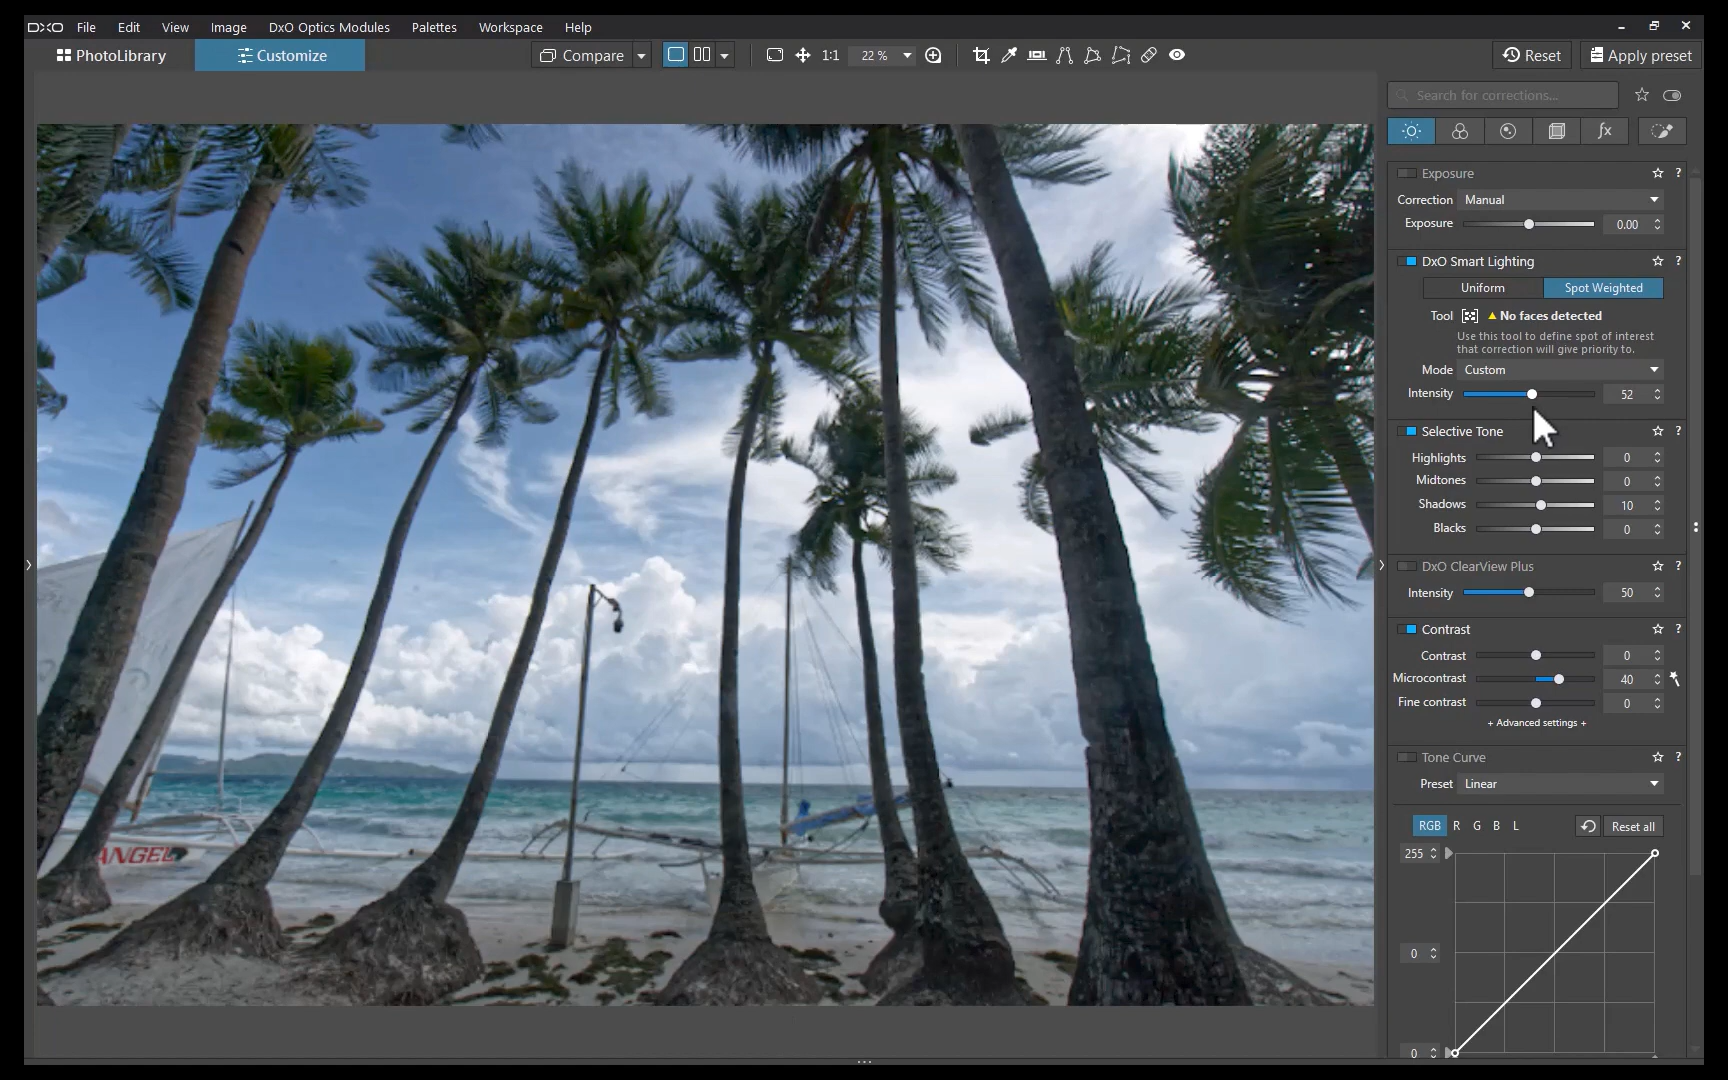 DXO File Edit View Image DxO Optics Modules Palettes Workspace Help
PhotoLibrary Customize Compare 1:1 22 % Reset Apply preset
Search for corrections...
fx
Exposure ?
Correction Manual
Exposure 0.00
DxO Smart Lighting ?
Uniform Spot Weighted
Tool No faces detected
Use this tool to define spot of interest
that correction will give priority to.
Mode Custom
Intensity 52
Selective Tone ?
Highlights 0
Midtones 0
Shadows 10
Blacks 0
DxO ClearView Plus ?
Intensity 50
Contrast ?
Contrast 0
Microcontrast 40
Fine contrast 0
+ Advanced settings +
Tone Curve ?
Preset Linear
RGB R G B L Reset all
255
0
0
ANGEL